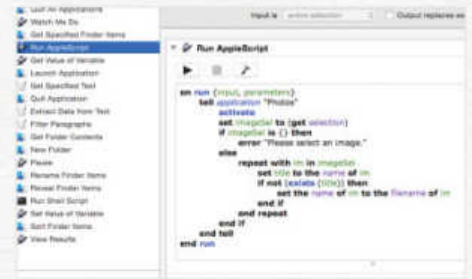 Quit All Applications
Watch Me Do
Get Specified Finder Items
Run AppleScript
Get Value of Variable
Launch Application
Get Specified Text
Quit Application
Extract Data from Text
Filter Paragraphs
Get Folder Contents
New Folder
Pause
Rename Finder Items
Reveal Finder Items
Run Shell Script
Set Value of Variable
Sort Finder Items
View Results
Input is entire selection Output replaces se
Run AppleScript
on run {input, parameters}
tell application "Photos"
activate
set imageSel to (get selection)
if imageSel is {} then
error "Please select an image."
else
repeat with im in imageSel
set title to the name of im
if not (exists (title)) then
set the name of im to the filename of im
end if
end repeat
end if
end tell
end run